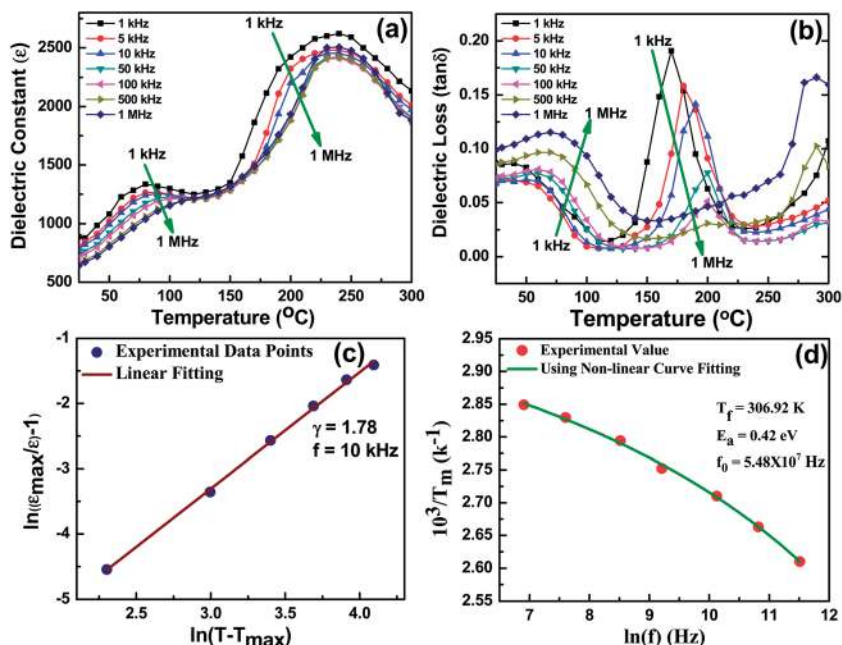 (a)
1 kHz
5 kHz
10 kHz
50 kHz
100 kHz
500 kHz
1 MHz
1 kHz
1 MHz
1 kHz
1 MHz
2500
2000
1500
1000
500
50 100 150 200 250 300
Dielectric Constant (ε)
Temperature (ºC)
(b)
1 kHz
5 kHz
10 kHz
50 kHz
100 kHz
500 kHz
1 MHz
1 kHz
1 MHz
1 MHz
1 kHz
0.20
0.15
0.10
0.05
0.00
50 100 150 200 250 300
Dielectric Loss (tanδ)
Temperature (ºC)
(c)
Experimental Data Points
Linear Fitting
γ = 1.78
f = 10 kHz
-1
-2
-3
-4
-5
2.5 3.0 3.5 4.0
ln((εmax/ε)-1)
ln(T-Tmax)
(d)
Experimental Value
Using Non-linear Curve Fitting
Tf = 306.92 K
Ea = 0.42 eV
f0 = 5.48X10⁷ Hz
2.95
2.90
2.85
2.80
2.75
2.70
2.65
2.60
7 8 9 10 11 12
10³/Tm (k⁻¹)
ln(f) (Hz)